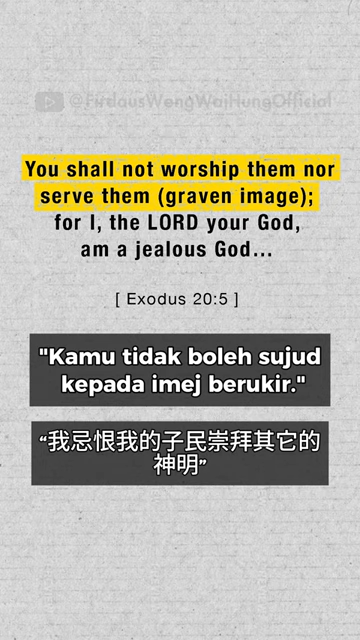 @FirdausWongWaiHungOfficial
You shall not worship them nor
serve them (graven image);
for I, the LORD your God,
am a jealous God...
[ Exodus 20:5 ]
"Kamu tidak boleh sujud
kepada imej berukir."
“我忌恨我的子民崇拜其它的
神明”